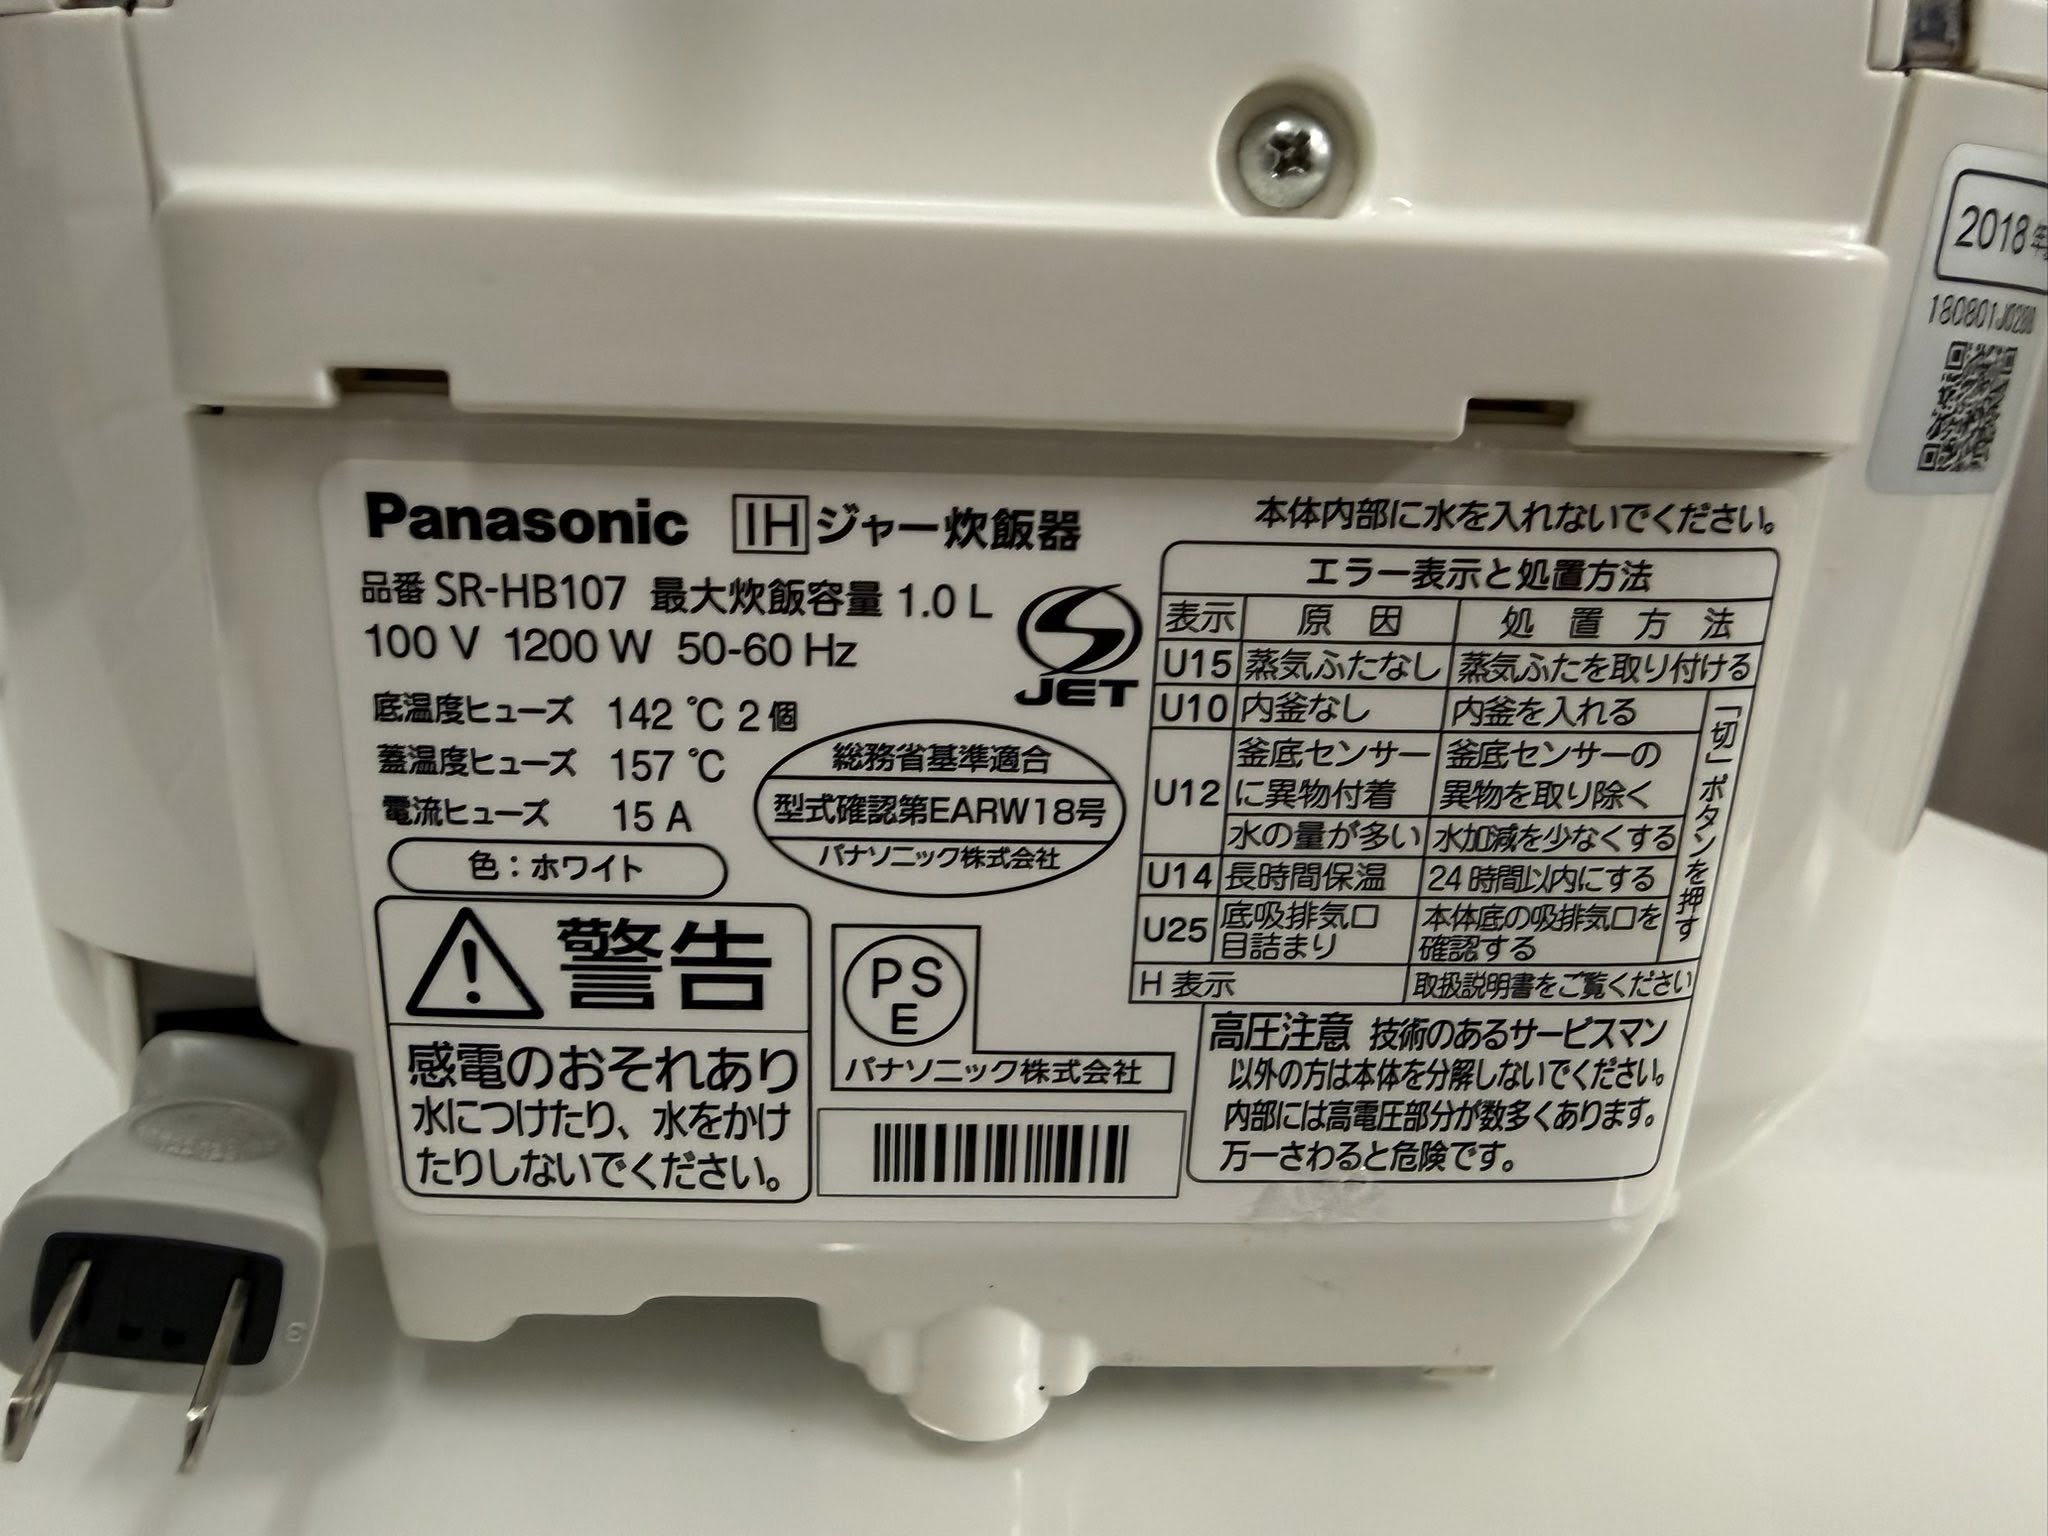 2018年
Panasonic IH ジャー炊飯器
品番 SR-HB107 最大炊飯容量 1.0 L
100 V 1200 W 50-60 Hz
JET
底温度ヒューズ 142 ℃ 2個
蓋温度ヒューズ 157 ℃
電流ヒューズ 15 A
色：ホワイト
総務省基準適合
型式確認第EARW18号
パナソニック株式会社
警告
感電のおそれあり
水につけたり、水をかけ
たりしないでください。
PS
E
パナソニック株式会社
本体内部に水を入れないでください。
エラー表示と処置方法
表示 原因 処置方法
U15 蒸気ふたなし 蒸気ふたを取り付ける
U10 内釜なし 内釜を入れる
U12 釜底センサーに異物付着 釜底センサーの異物を取り除く
水の量が多い 水加減を少なくする
U14 長時間保温 24時間以内にする
U25 底吸排気口目詰まり 本体底の吸排気口を確認する
「切」ボタンを押す
H 表示 取扱説明書をご覧ください
高圧注意 技術のあるサービスマン
以外の方は本体を分解しないでください。
内部には高電圧部分が数多くあります。
万一さわると危険です。